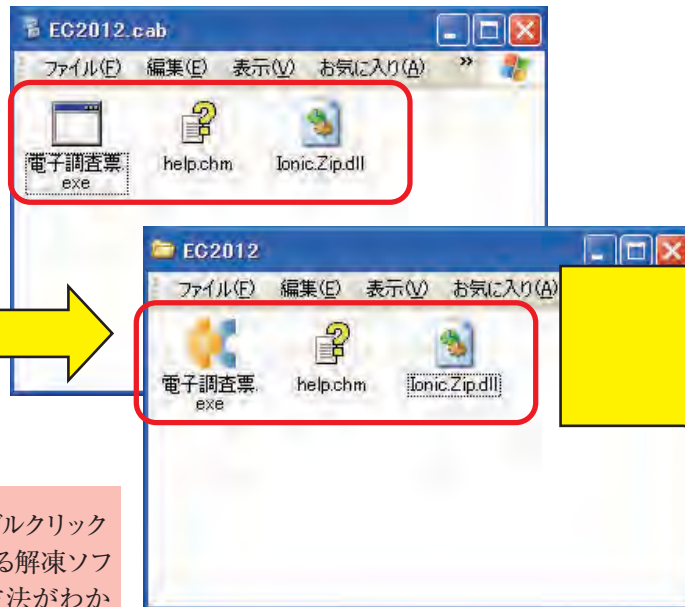 EC2012.cab
ファイル(F) 編集(E) 表示(V) お気に入り(A) »
電子調査票.
exe
help.chm
Ionic.Zip.dll
EC2012
ファイル(F) 編集(E) 表示(V) お気に入り(A)
電子調査票.
exe
help.chm
Ionic.Zip.dll
ルクリック
る解凍ソフ
法がわか